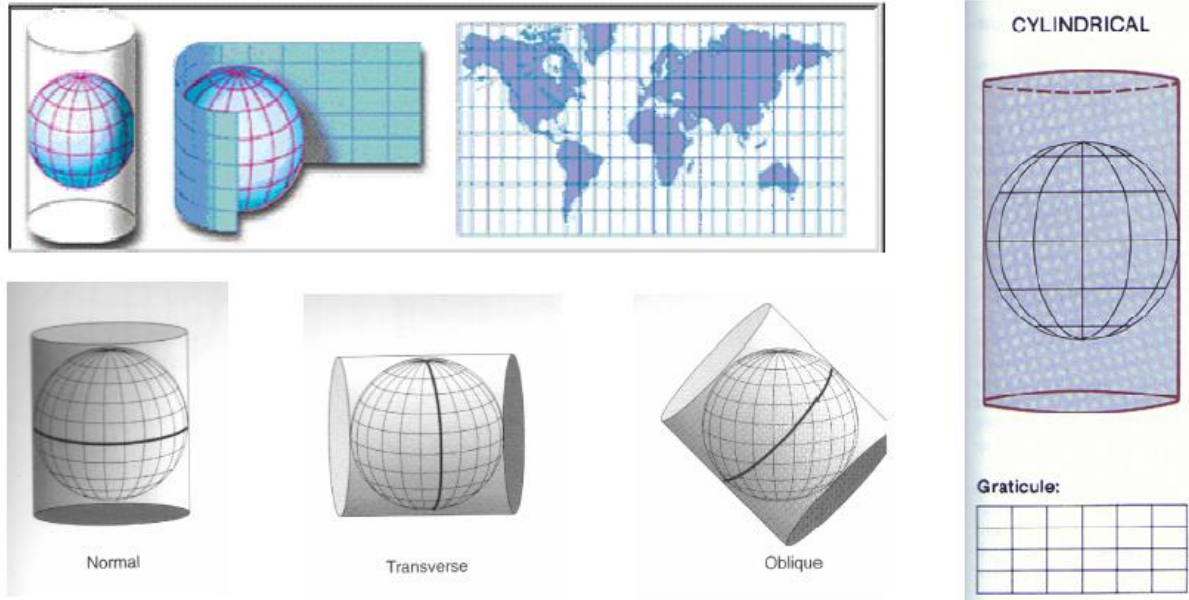 CYLINDRICAL
Normal
Transverse
Oblique
Graticule: